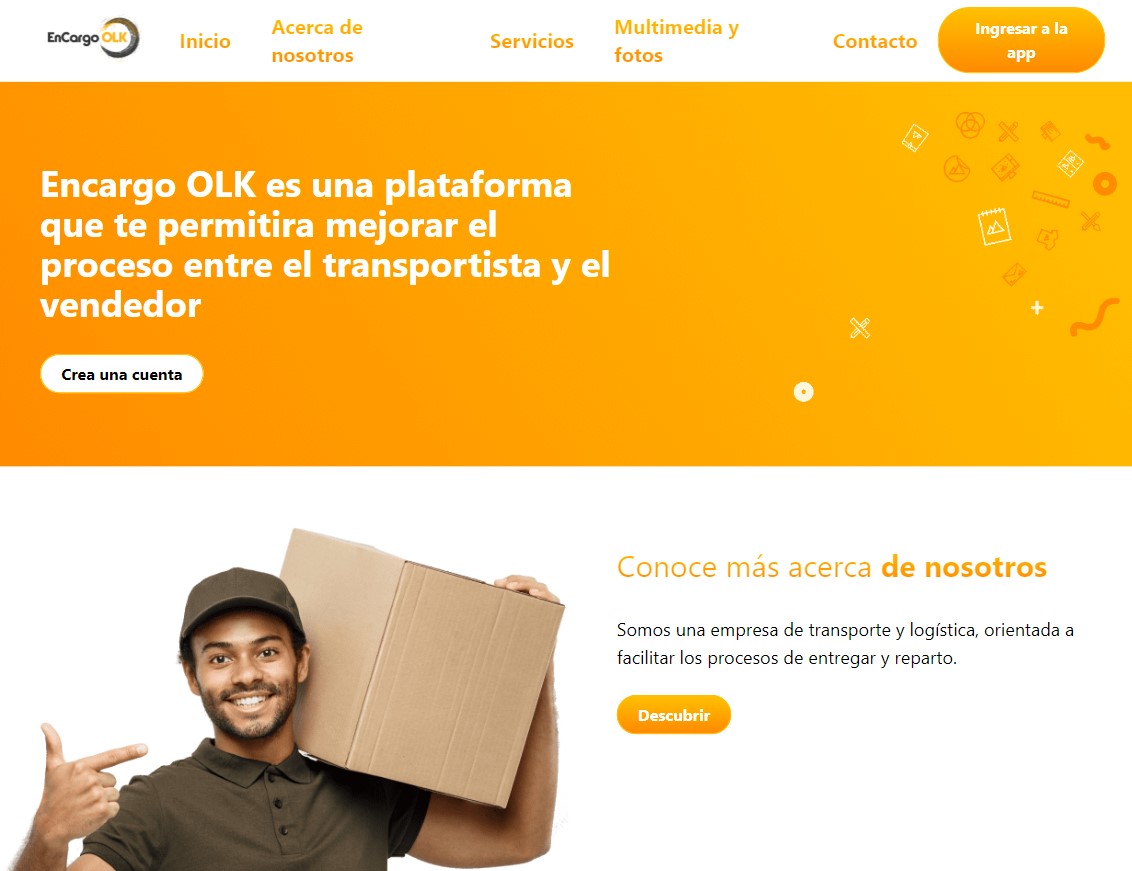 EnCargo OLK
Inicio
Acerca de
nosotros
Servicios
Multimedia y
fotos
Contacto
Ingresar a la
app
Encargo OLK es una plataforma
que te permitira mejorar el
proceso entre el transportista y el
vendedor
Crea una cuenta
Conoce más acerca de nosotros
Somos una empresa de transporte y logística, orientada a
facilitar los procesos de entregar y reparto.
Descubrir